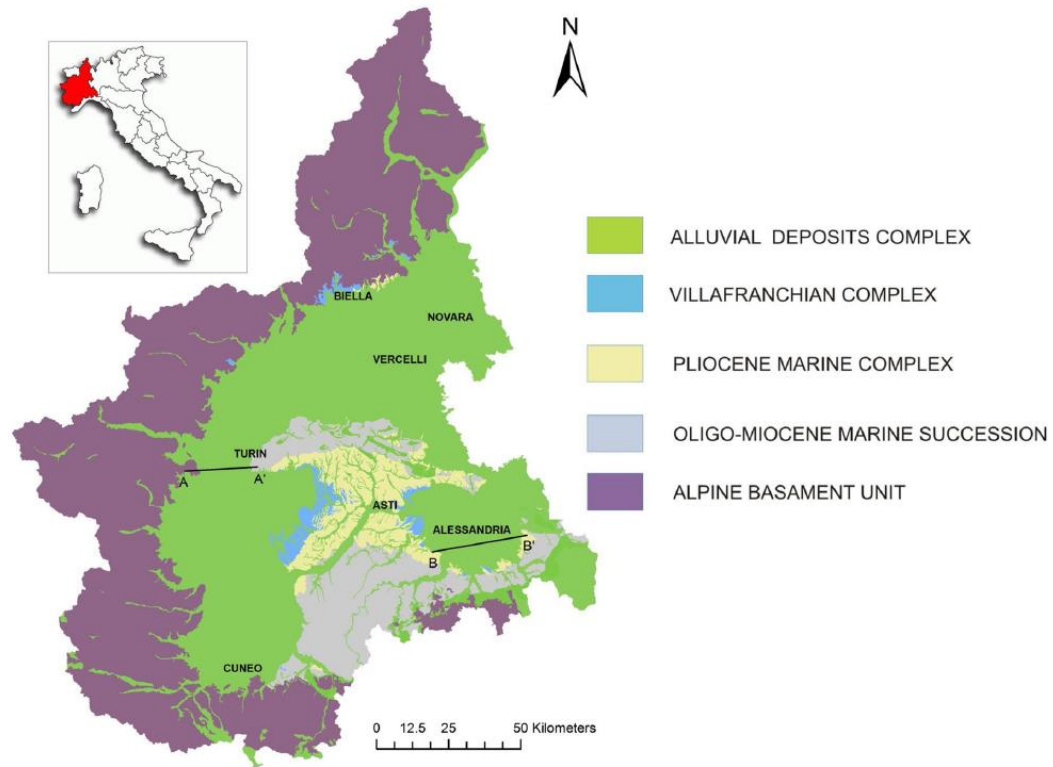 N
BIELLA
NOVARA
VERCELLI
TURIN
A
A'
ASTI
ALESSANDRIA
B
B'
CUNEO
ALLUVIAL DEPOSITS COMPLEX
VILLAFRANCHIAN COMPLEX
PLIOCENE MARINE COMPLEX
OLIGO-MIOCENE MARINE SUCCESSION
ALPINE BASAMENT UNIT
0 12.5 25 50 Kilometers